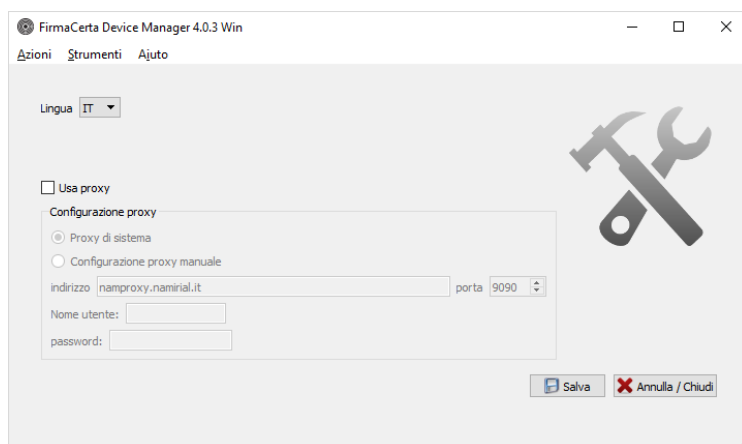 FirmaCerta Device Manager 4.0.3 Win
Azioni Strumenti Ajuto
Lingua IT
Usa proxy
Configurazione proxy
Proxy di sistema
Configurazione proxy manuale
indirizzo namproxy.namirial.it porta 9090
Nome utente:
password:
Salva Annulla / Chiudi